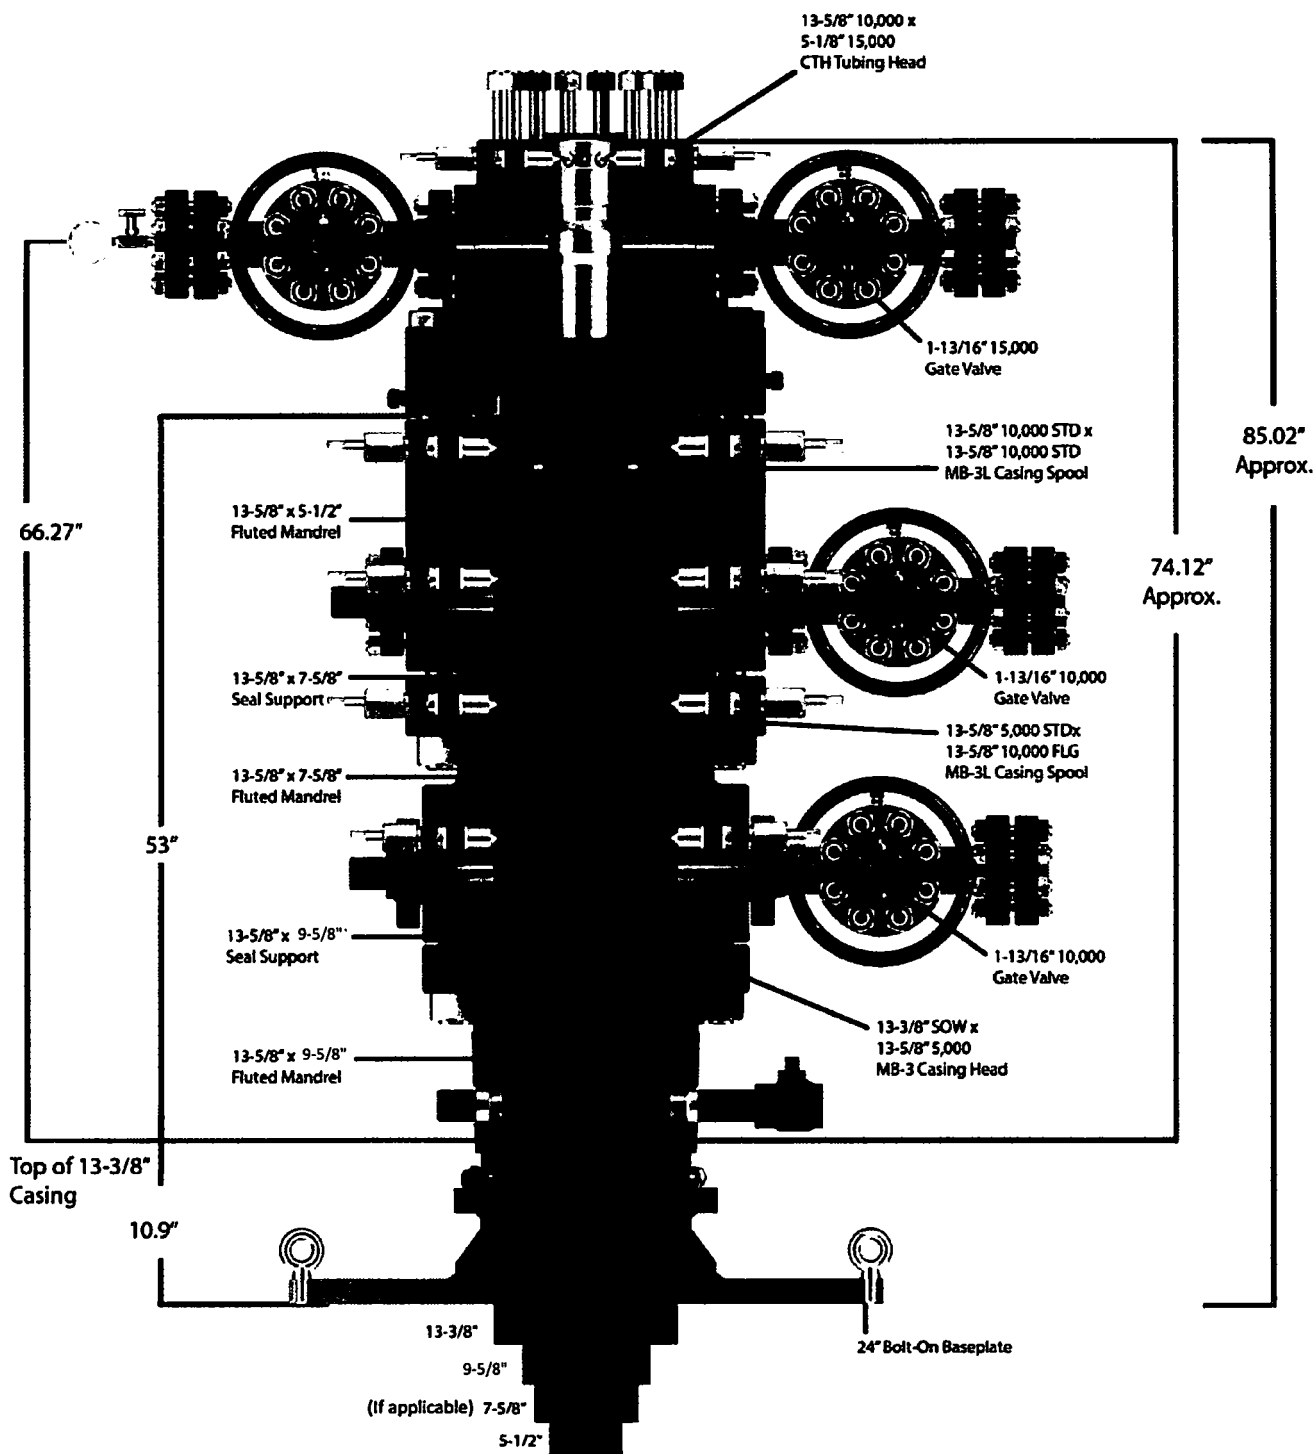 13-5/8" 10,000 x
5-1/8" 15,000
CTH Tubing Head
1-13/16" 15,000
Gate Valve
85.02"
Approx.
13-5/8" 10,000 STD x
13-5/8" 10,000 STD
MB-3L Casing Spool
66.27"
13-5/8" x 5-1/2"
Fluted Mandrel
74.12"
Approx.
13-5/8" x 7-5/8"
Seal Support
1-13/16" 10,000
Gate Valve
13-5/8" 5,000 STDx
13-5/8" 10,000 FLG
MB-3L Casing Spool
13-5/8" x 7-5/8"
Fluted Mandrel
53"
13-5/8" x 9-5/8"
Seal Support
1-13/16" 10,000
Gate Valve
13-3/8" SOW x
13-5/8" 5,000
MB-3 Casing Head
13-5/8" x 9-5/8"
Fluted Mandrel
Top of 13-3/8"
Casing
10.9"
13-3/8"
24" Bolt-On Baseplate
9-5/8"
(If applicable) 7-5/8"
5-1/2"